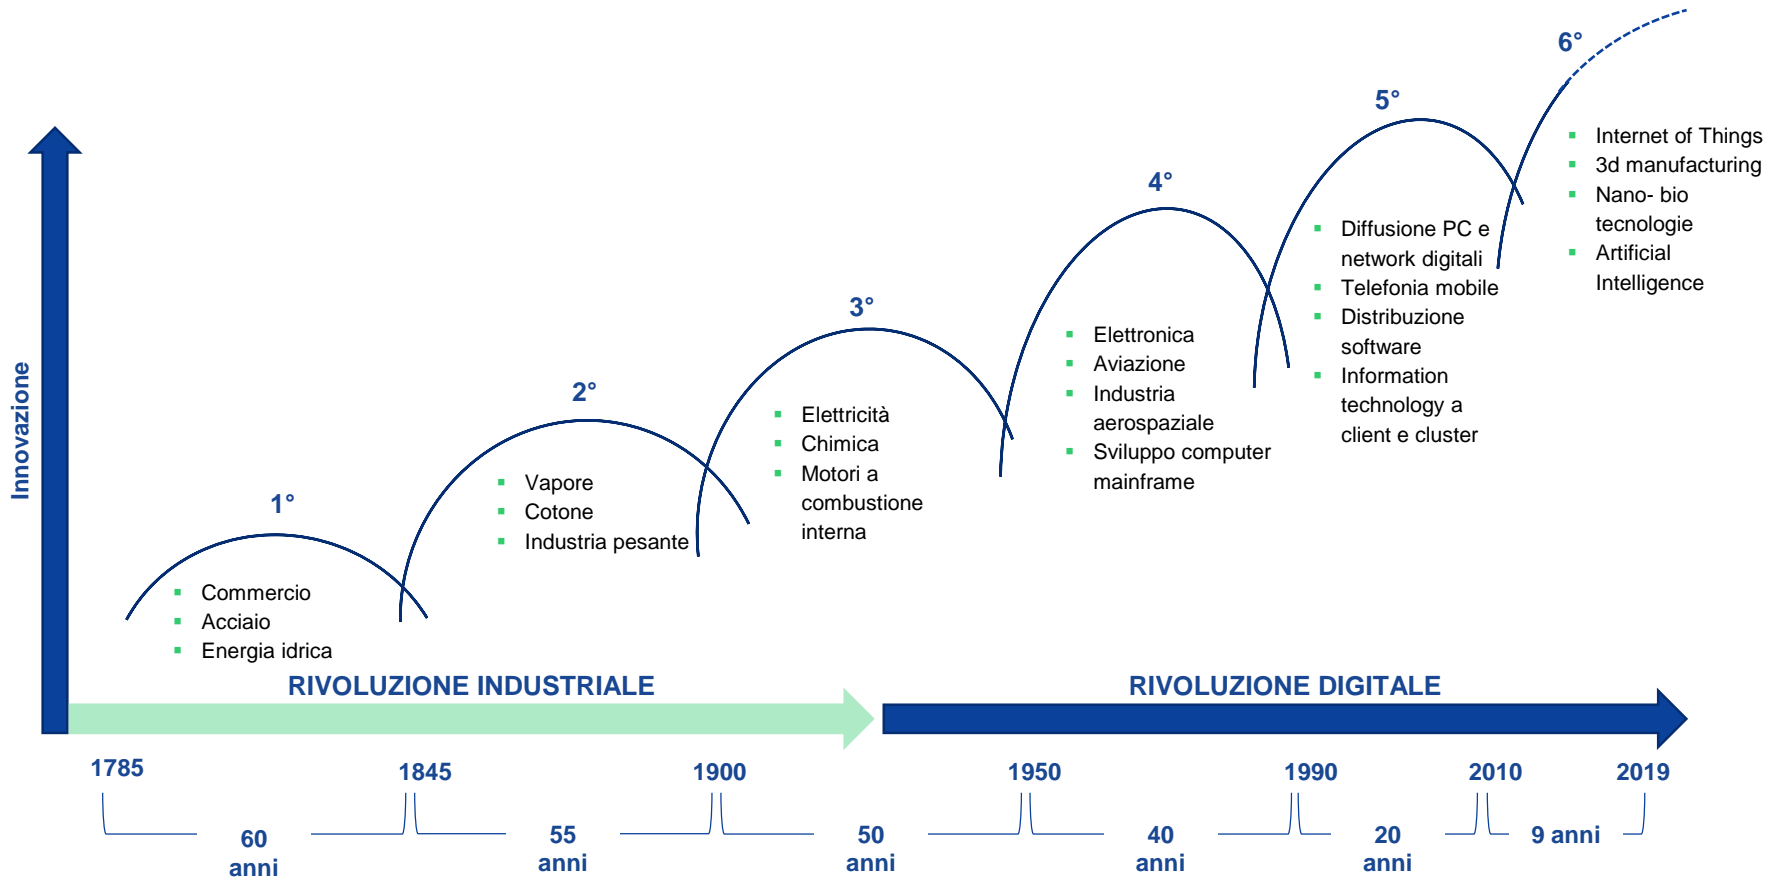 Innovazione
1°
Commercio
Acciaio
Energia idrica
2°
Vapore
Cotone
Industria pesante
3°
Elettricità
Chimica
Motori a
combustione
interna
4°
Elettronica
Aviazione
Industria
aerospaziale
Sviluppo computer
mainframe
5°
Diffusione PC e
network digitali
Telefonia mobile
Distribuzione
software
Information
technology a
client e cluster
6°
Internet of Things
3d manufacturing
Nano- bio
tecnologie
Artificial
Intelligence
RIVOLUZIONE INDUSTRIALE
RIVOLUZIONE DIGITALE
1785
1845
1900
1950
1990
2010
2019
60
anni
55
anni
50
anni
40
anni
20
anni
9 anni